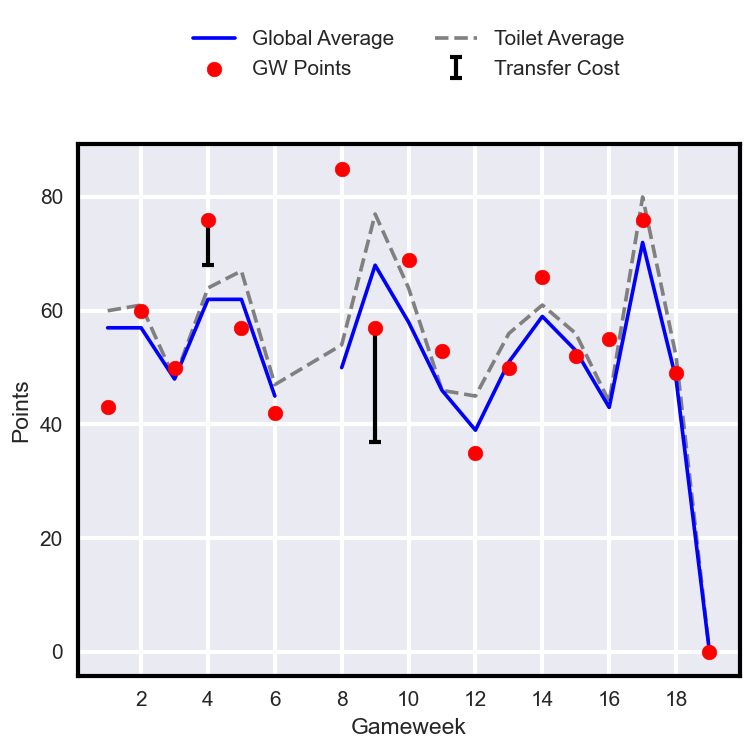 Global Average
Toilet Average
GW Points
Transfer Cost
80
60
40
20
0
Points
2 4 6 8 10 12 14 16 18
Gameweek